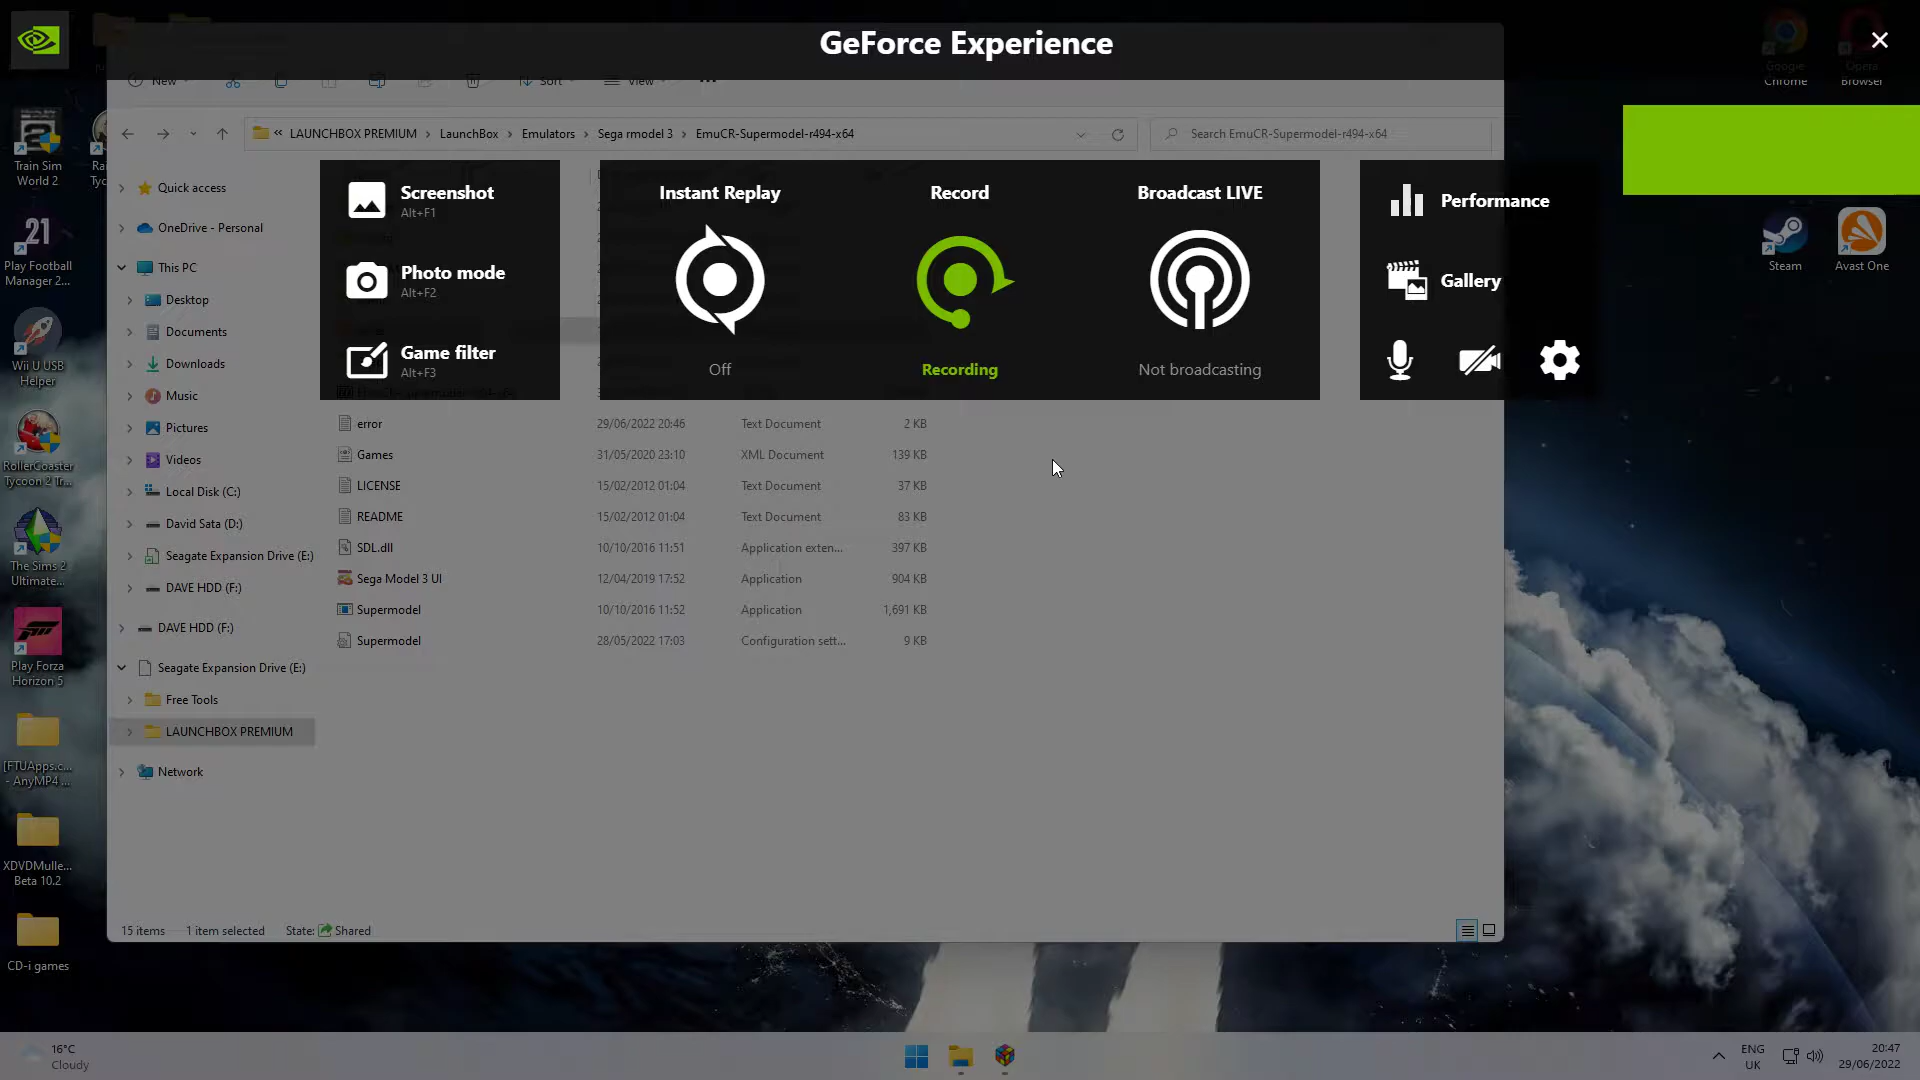 GeForce Experience
New
Sort
View
« LAUNCHBOX PREMIUM > LaunchBox > Emulators > Sega rmodel 3 > EmuCR-Supermodel-r494-x64
Search EmuCR-Supermodel-r494-x64
Google
Chrome
Opera
Browser
Train Sim
World 2
Play Football
Manager 2...
Wii U USB
Helper
RollerCoaster
Tycoon 2 Tr...
The Sims 2
Ultimate...
Play Forza
Horizon 5
[FTUApps.c...
- AnyMP4 ...
XDVDMulle...
Beta 10.2
CD-i games
Steam
Avast One
Quick access
OneDrive - Personal
This PC
Desktop
Documents
Downloads
Music
Pictures
Videos
Local Disk (C:)
David Sata (D:)
Seagate Expansion Drive (E:)
DAVE HDD (F:)
DAVE HDD (F:)
Seagate Expansion Drive (E:)
Free Tools
LAUNCHBOX PREMIUM
Network
Screenshot
Alt+F1
Photo mode
Alt+F2
Game filter
Alt+F3
Instant Replay
Off
Record
Recording
Broadcast LIVE
Not broadcasting
Performance
Gallery
error 29/06/2022 20:46 Text Document 2 KB
Games 31/05/2020 23:10 XML Document 139 KB
LICENSE 15/02/2012 01:04 Text Document 37 KB
README 15/02/2012 01:04 Text Document 83 KB
SDL.dll 10/10/2016 11:51 Application exten... 397 KB
Sega Model 3 UI 12/04/2019 17:52 Application 904 KB
Supermodel 10/10/2016 11:52 Application 1,691 KB
Supermodel 28/05/2022 17:03 Configuration sett... 9 KB
15 items 1 item selected State: Shared
16°C
Cloudy
ENG
UK
20:47
29/06/2022